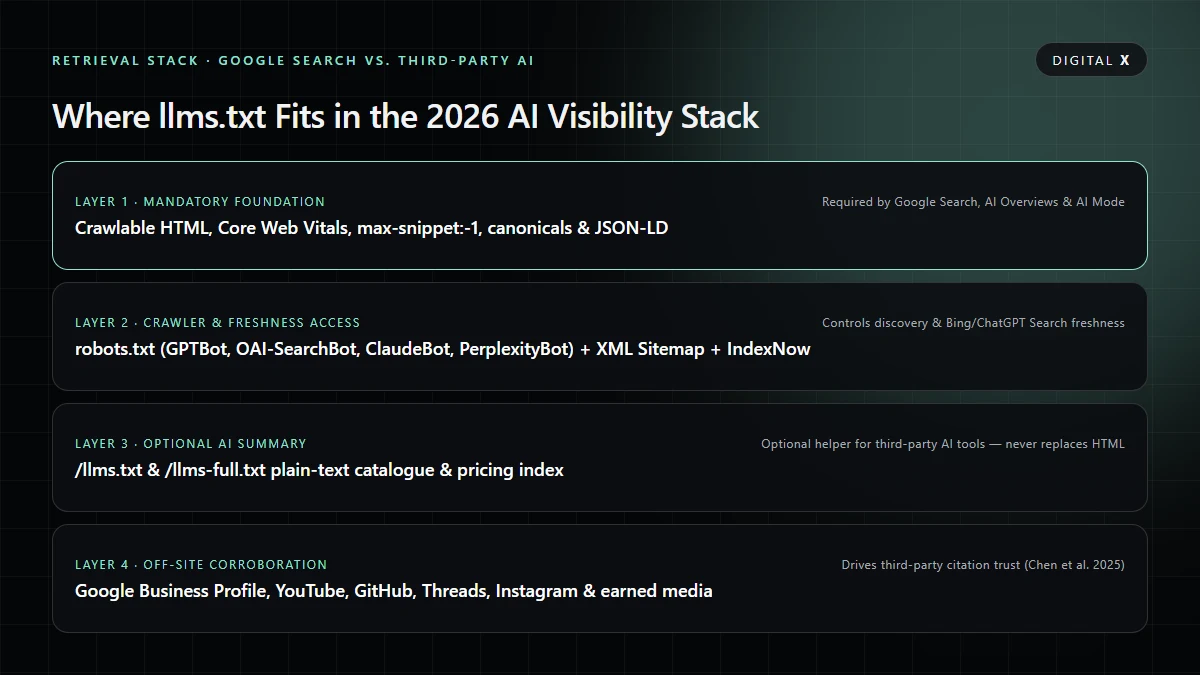 RETRIEVAL STACK · GOOGLE SEARCH VS. THIRD-PARTY AI
DIGITAL X
Where llms.txt Fits in the 2026 AI Visibility Stack
LAYER 1 · MANDATORY FOUNDATION
Required by Google Search, AI Overviews & AI Mode
Crawlable HTML, Core Web Vitals, max-snippet:-1, canonicals & JSON-LD
LAYER 2 · CRAWLER & FRESHNESS ACCESS
Controls discovery & Bing/ChatGPT Search freshness
robots.txt (GPTBot, OAI-SearchBot, ClaudeBot, PerplexityBot) + XML Sitemap + IndexNow
LAYER 3 · OPTIONAL AI SUMMARY
Optional helper for third-party AI tools — never replaces HTML
/llms.txt & /llms-full.txt plain-text catalogue & pricing index
LAYER 4 · OFF-SITE CORROBORATION
Drives third-party citation trust (Chen et al. 2025)
Google Business Profile, YouTube, GitHub, Threads, Instagram & earned media